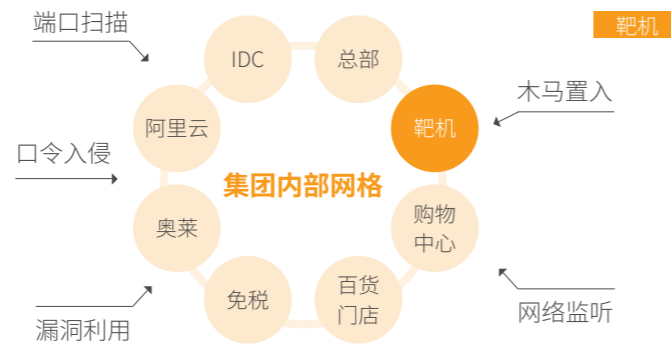 端口扫描
靶机
IDC
总部
木马置入
阿里云
靶机
口令入侵
集团内部网格
奥莱
购物
中心
免税
百货
门店
网络监听
漏洞利用